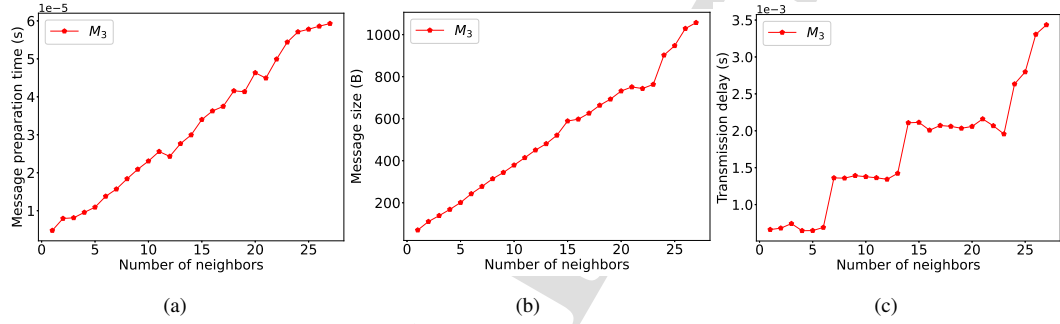 1e−5
M3
6
5
4
3
2
1
Message preparation time (s)
0 5 10 15 20 25
Number of neighbors
(a)
M3
1000
800
600
400
200
Message size (B)
0 5 10 15 20 25
Number of neighbors
(b)
1e−3
M3
3.5
3.0
2.5
2.0
1.5
1.0
Transmission delay (s)
0 5 10 15 20 25
Number of neighbors
(c)